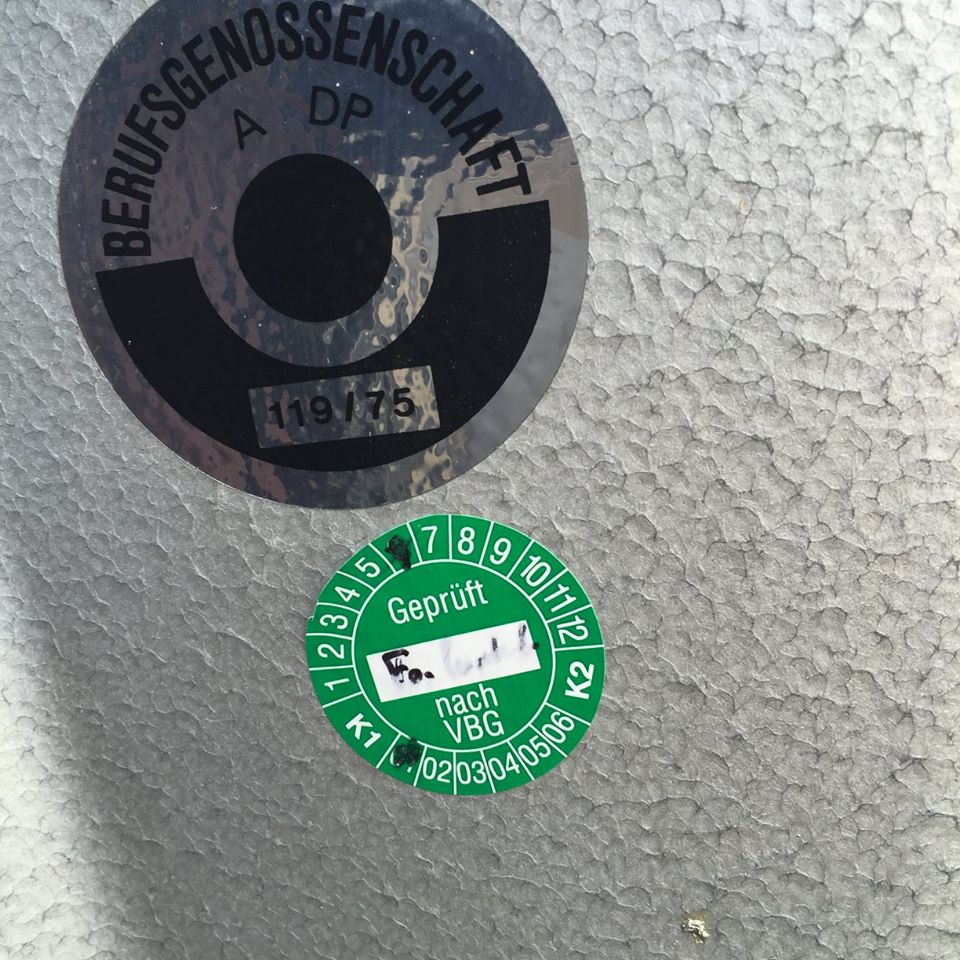 BERUFSGENOSSENSCHAFT
A DP
119/75
1 2 3 4 5 7 8 9 10 11 12
Geprüft
nach
VBG
K1 02 03 04 05 06 K2